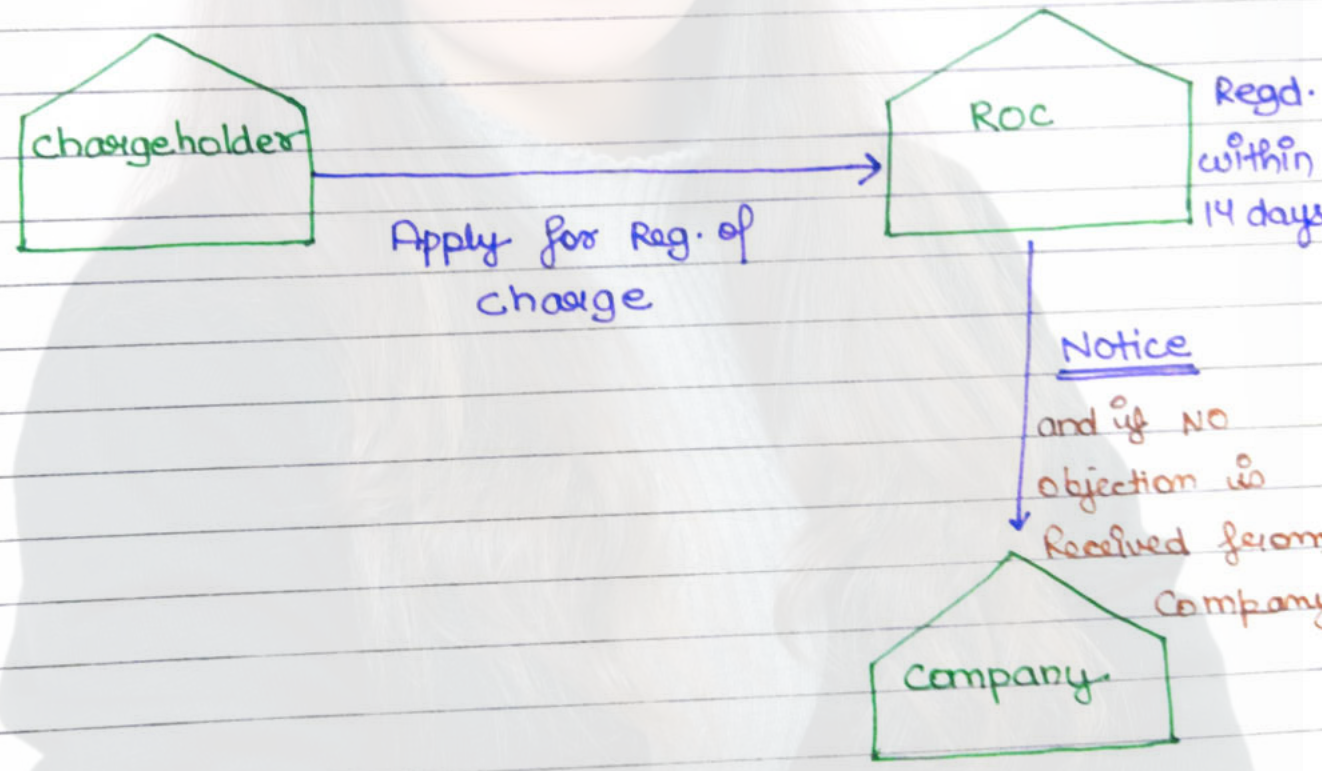 Chargeholder
Apply for Reg. of
charge
ROC
Regd.
within
14 days
Notice
and if NO
objection is
Received from
Company
Company.